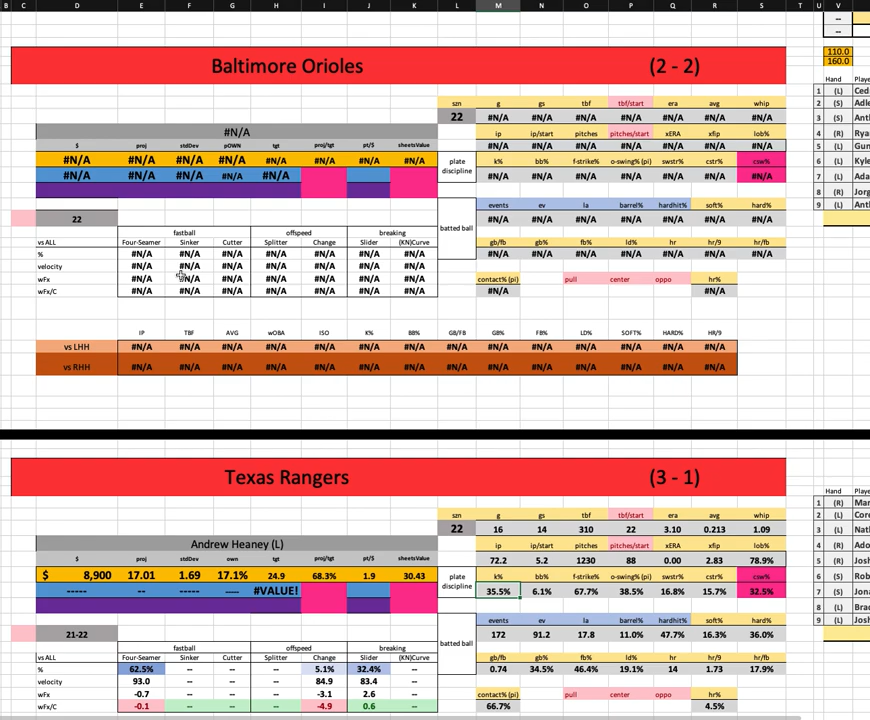 B C D E F G H I J K L M N O P Q R S T U V W
--
--
110.0
160.0
Baltimore Orioles (2 - 2)
Hand Playe
1 (L) Ced
2 (S) Adle
3 (S) Anth
4 (R) Rya
5 (L) Gun
6 (L) Kyle
7 (L) Ada
8 (R) Jorg
9 (L) Anth
szn g gs tbf tbf/start era avg whip
22 #N/A #N/A #N/A #N/A #N/A #N/A #N/A
#N/A
ip ip/start pitches pitches/start xERA xfip lob%
$ proj stdDev pOWN tgt proj/tgt pt/$ sheetsValue
#N/A #N/A #N/A #N/A #N/A #N/A #N/A
#N/A #N/A #N/A #N/A #N/A #N/A #N/A #N/A
plate discipline
k% bb% f-strike% o-swing% (pi) swstr% cstr% csw%
#N/A #N/A #N/A #N/A #N/A
#N/A #N/A #N/A #N/A #N/A #N/A #N/A
batted ball
events ev la barrel% hardhit% soft% hard%
22
#N/A #N/A #N/A #N/A #N/A #N/A #N/A
fastball offspeed breaking
gb/fb gb% fb% ld% hr hr/9 hr/fb
vsALL Four-Seamer Sinker Cutter Splitter Change Slider (KN)Curve
#N/A #N/A #N/A #N/A #N/A #N/A #N/A
% #N/A #N/A #N/A #N/A #N/A #N/A #N/A
velocity #N/A #N/A #N/A #N/A #N/A #N/A #N/A
wFx #N/A #N/A #N/A #N/A #N/A #N/A #N/A
contact% (pi) pull center oppo hr%
wFx/C #N/A #N/A #N/A #N/A #N/A #N/A #N/A
#N/A #N/A
IP TBF AVG wOBA ISO K% BB% GB/FB GB% FB% LD% SOFT% HARD% HR/9
vs LHH #N/A #N/A #N/A #N/A #N/A #N/A #N/A #N/A #N/A #N/A #N/A #N/A #N/A #N/A
vs RHH #N/A #N/A #N/A #N/A #N/A #N/A #N/A #N/A #N/A #N/A #N/A #N/A #N/A #N/A
Texas Rangers (3 - 1)
Hand Playe
1 (R) Mar
2 (L) Core
3 (L) Nath
4 (R) Ado
5 (R) Josh
6 (S) Rob
7 (S) Jona
8 (L) Brac
9 (L) Josh
szn g gs tbf tbf/start era avg whip
22 16 14 310 22 3.10 0.213 1.09
Andrew Heaney (L)
ip ip/start pitches pitches/start xERA xfip lob%
$ proj stdDev own tgt proj/tgt pt/$ sheetsValue
72.2 5.2 1230 88 0.00 2.83 78.9%
$ 8,900 17.01 1.69 17.1% 24.9 68.3% 1.9 30.43
plate discipline
k% bb% f-strike% o-swing% (pi) swstr% cstr% csw%
----- -- ----- ---- #VALUE!
35.5% 6.1% 67.7% 38.5% 16.8% 15.7% 32.5%
batted ball
events ev la barrel% hardhit% soft% hard%
21-22
172 91.2 17.8 11.0% 47.7% 16.3% 36.0%
fastball offspeed breaking
gb/fb gb% fb% ld% hr hr/9 hr/fb
vsALL Four-Seamer Sinker Cutter Splitter Change Slider (KN)Curve
0.74 34.5% 46.4% 19.1% 14 1.73 17.9%
% 62.5% -- -- -- 5.1% 32.4% --
velocity 93.0 -- -- -- 84.9 83.4 --
wFx -0.7 -- -- -- -3.1 2.6 --
contact% (pi) pull center oppo hr%
wFx/C -0.1 -- -- -- -4.9 0.6 --
66.7% 4.5%